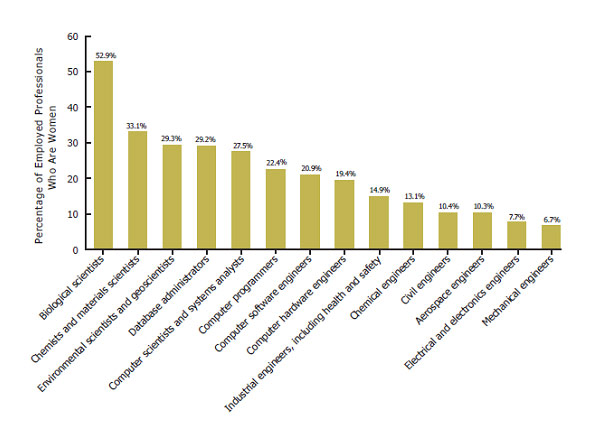 Percentage of Employed Professionals
Who Are Women
60
50
40
30
20
10
0
52.9%
33.1%
29.3%
29.2%
27.5%
22.4%
20.9%
19.4%
14.9%
13.1%
10.4%
10.3%
7.7%
6.7%
Biological scientists
Chemists and materials scientists
Environmental scientists and geoscientists
Database administrators
Computer scientists and systems analysts
Computer programmers
Computer software engineers
Computer hardware engineers
Industrial engineers, including health and safety
Chemical engineers
Civil engineers
Aerospace engineers
Electrical and electronics engineers
Mechanical engineers